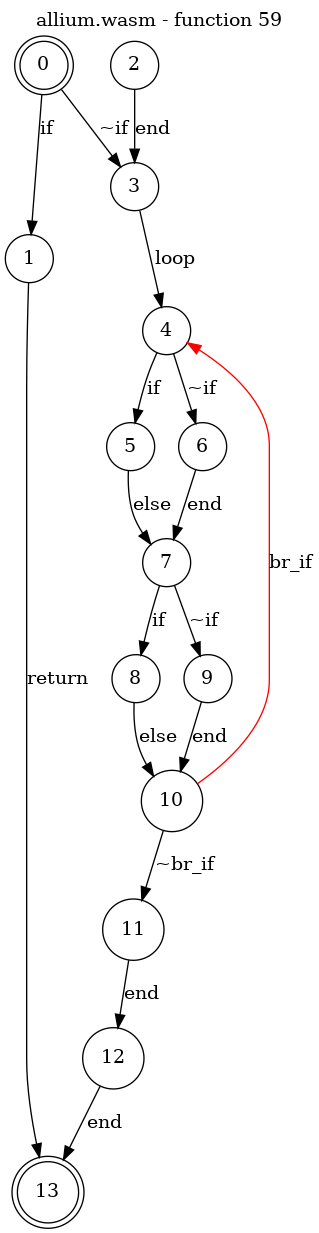 allium.wasm - function 59
0
2
if
~if
end
3
1
loop
4
if
~if
5
6
else
end
7
br_if
if
~if
return
8
9
else
end
10
~br_if
11
end
12
end
13